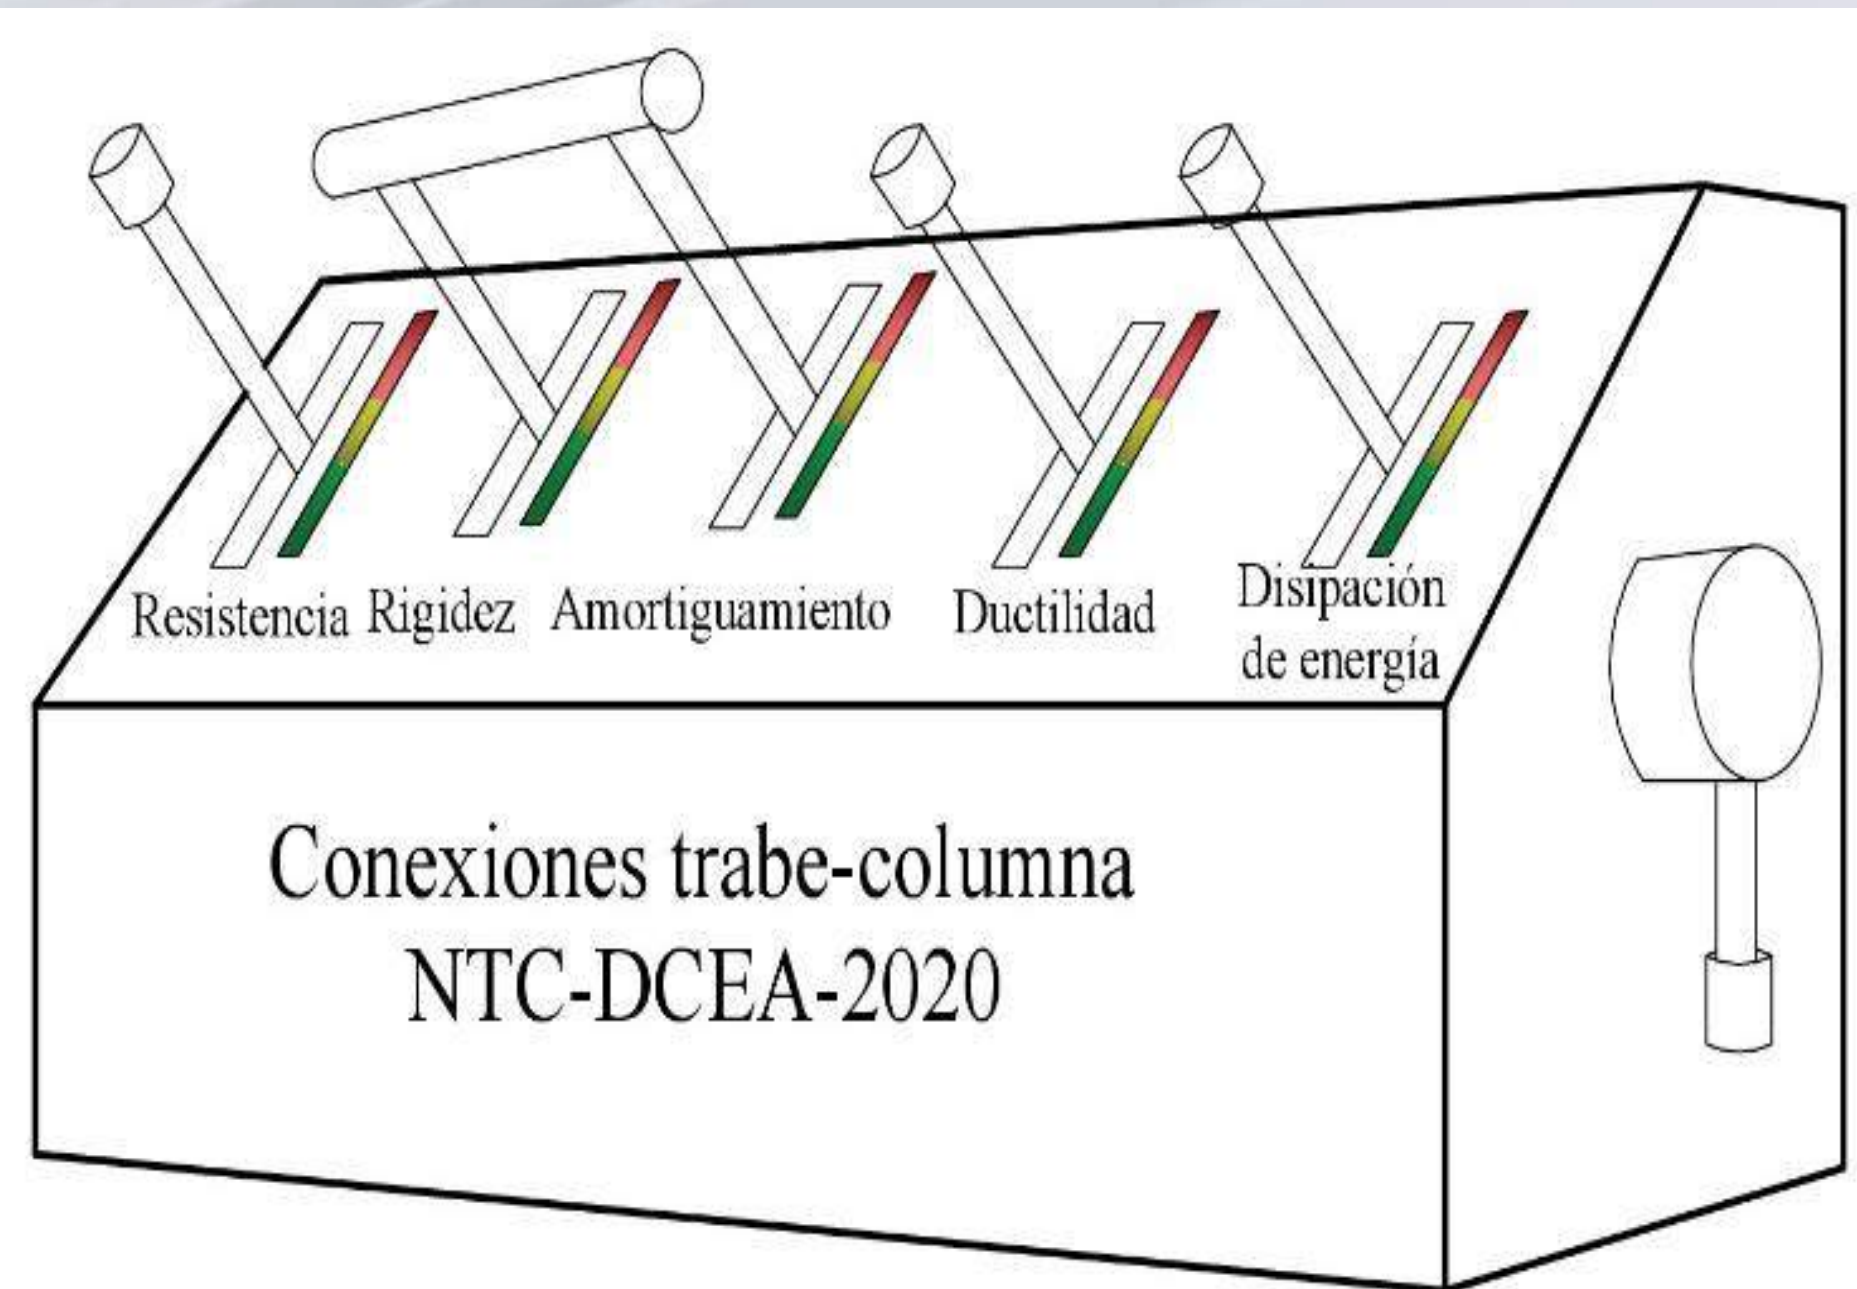 Resistencia Rigidez Amortiguamiento Ductilidad Disipación
de energía
Conexiones trabe-columna
NTC-DCEA-2020